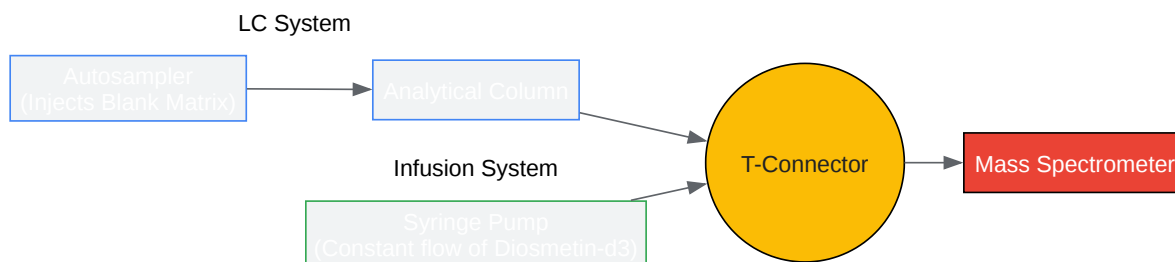 LC System
Autosampler
(Injects Blank Matrix)
Analytical Column
Infusion System
Syringe Pump
(Constant flow of Diosmetin-d3)
T-Connector
Mass Spectrometer